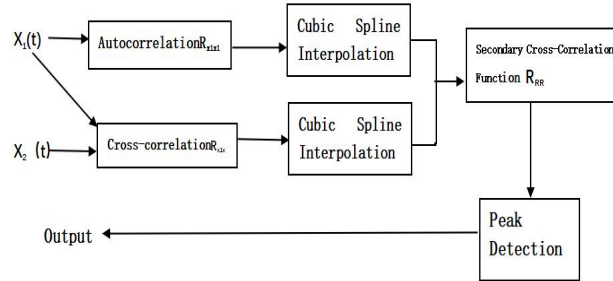 X₁(t)
AutocorrelationRx1x1
Cubic Spline
Interpolation
Secondary Cross-Correlation
Function RRR
X₂ (t)
Cross-correlation
Cubic Spline
Interpolation
Peak
Detection
Output